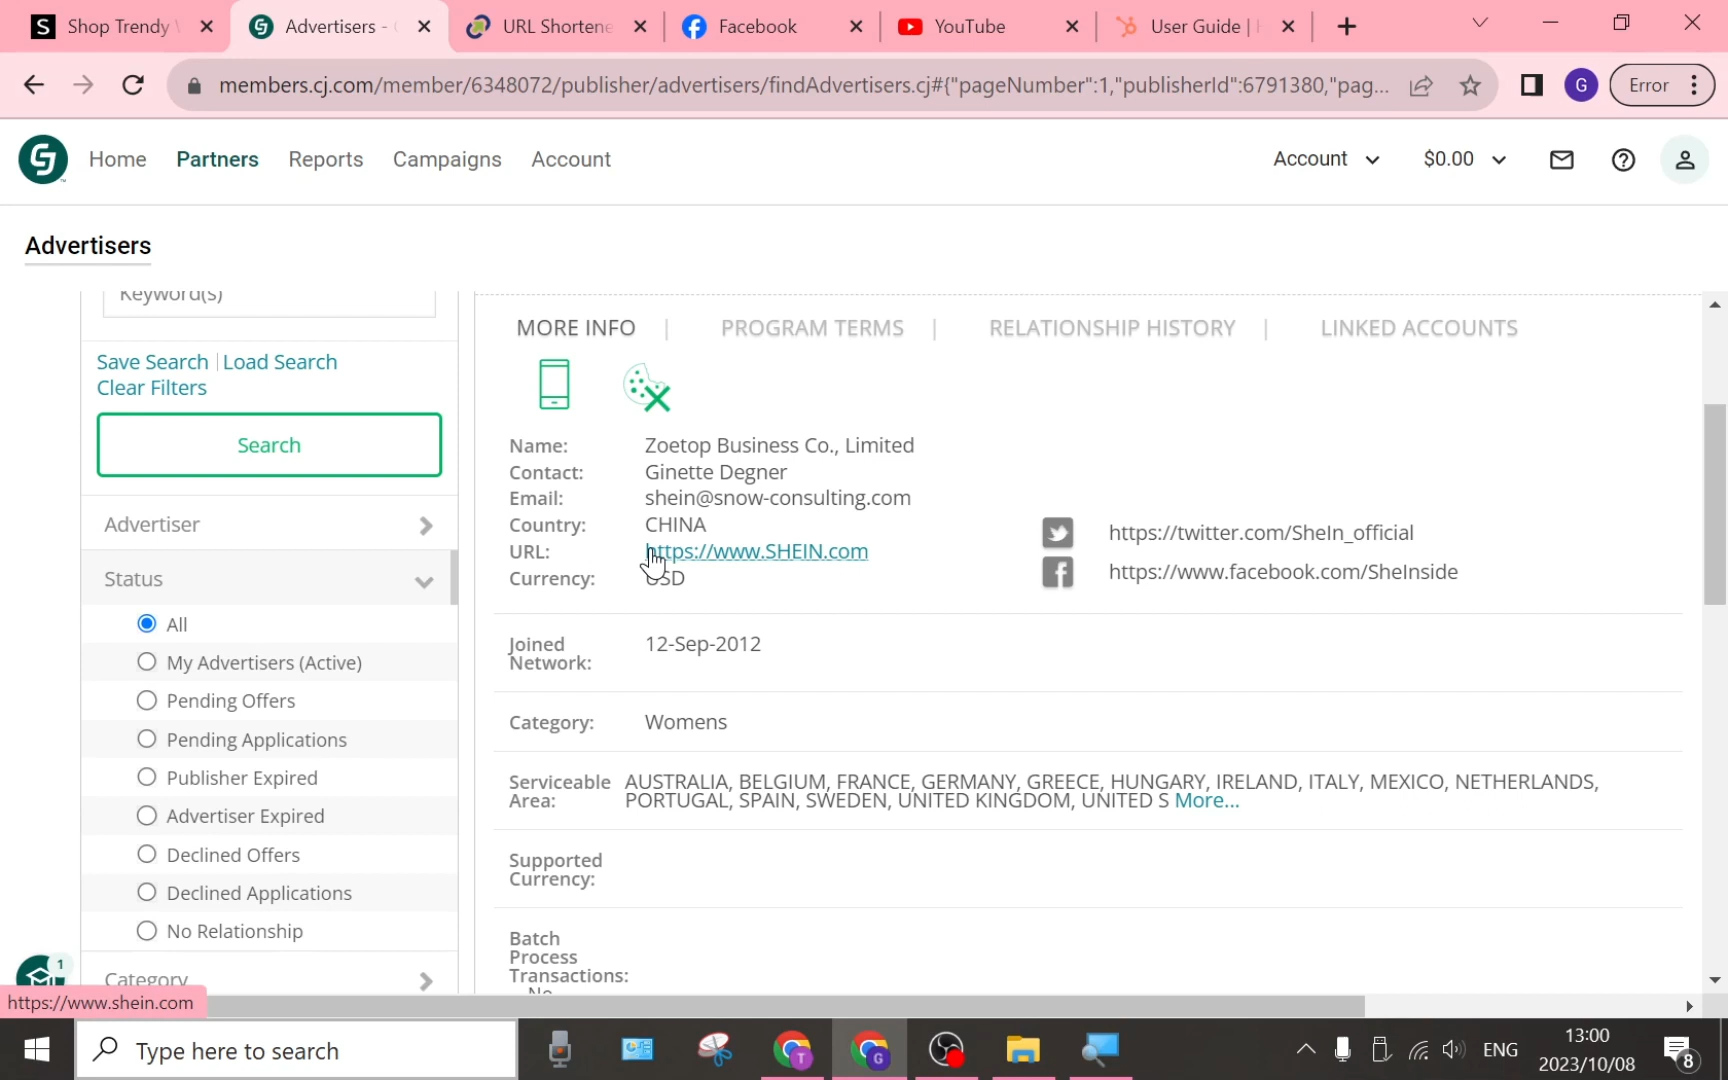 Shop Trendy
Advertisers -
URL Shortene
Facebook
YouTube
User Guide |
members.cj.com/member/6348072/publisher/advertisers/findAdvertisers.cj#{"pageNumber":1,"publisherId":6791380,"pag...
G
Error
Home
Partners
Reports
Campaigns
Account
Account
$0.00
Advertisers
Keyword(s)
Save Search | Load Search
Clear Filters
Search
Advertiser
Status
All
My Advertisers (Active)
Pending Offers
Pending Applications
Publisher Expired
Advertiser Expired
Declined Offers
Declined Applications
No Relationship
Category
1
https://www.shein.com
MORE INFO | PROGRAM TERMS | RELATIONSHIP HISTORY | LINKED ACCOUNTS
Name: Zoetop Business Co., Limited
Contact: Ginette Degner
Email: shein@snow-consulting.com
Country: CHINA
URL: https://www.SHEIN.com
Currency: USD
https://twitter.com/SheIn_official
https://www.facebook.com/SheInside
Joined
Network:
12-Sep-2012
Category: Womens
Serviceable
Area:
AUSTRALIA, BELGIUM, FRANCE, GERMANY, GREECE, HUNGARY, IRELAND, ITALY, MEXICO, NETHERLANDS,
PORTUGAL, SPAIN, SWEDEN, UNITED KINGDOM, UNITED S More...
Supported
Currency:
Batch
Process
Transactions:
No
Type here to search
ENG
13:00
2023/10/08
8